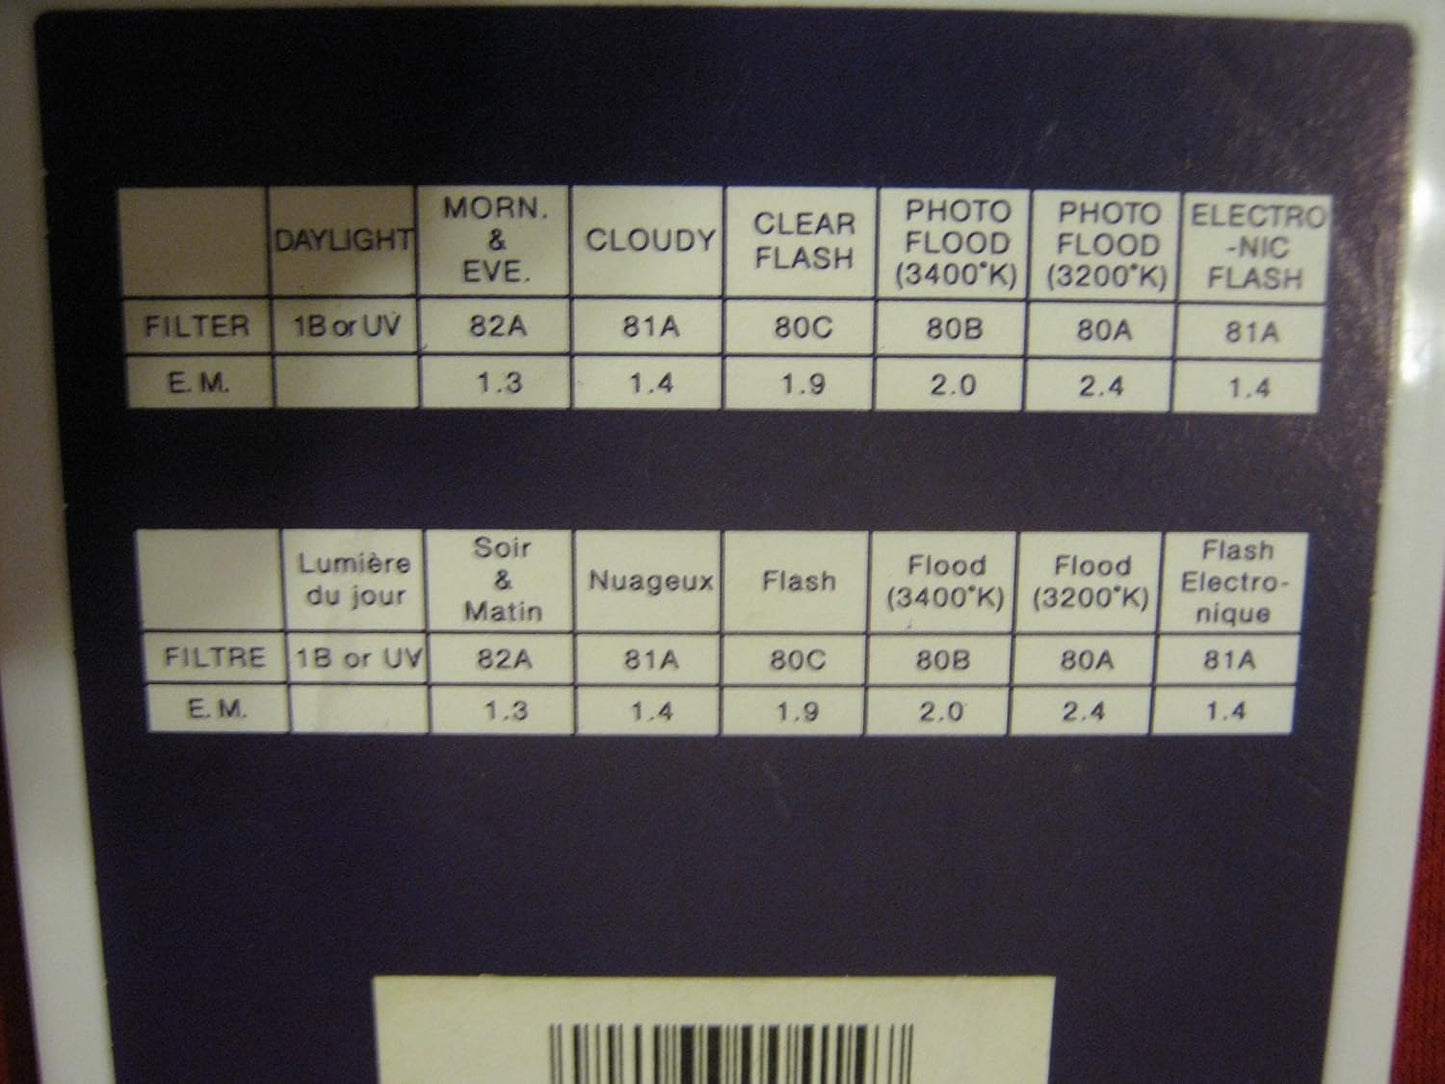 DAYLIGHT MORN. & EVE. CLOUDY CLEAR FLASH PHOTO FLOOD (3400°K) PHOTO FLOOD (3200°K) ELECTRO-NIC FLASH
FILTER 1B or UV 82A 81A 80C 80B 80A 81A
E. M. 1.3 1.4 1.9 2.0 2.4 1.4
Lumière du jour Soir & Matin Nuageux Flash Flood (3400°K) Flood (3200°K) Flash Electro-nique
FILTRE 1B or UV 82A 81A 80C 80B 80A 81A
E. M. 1.3 1.4 1.9 2.0 2.4 1.4